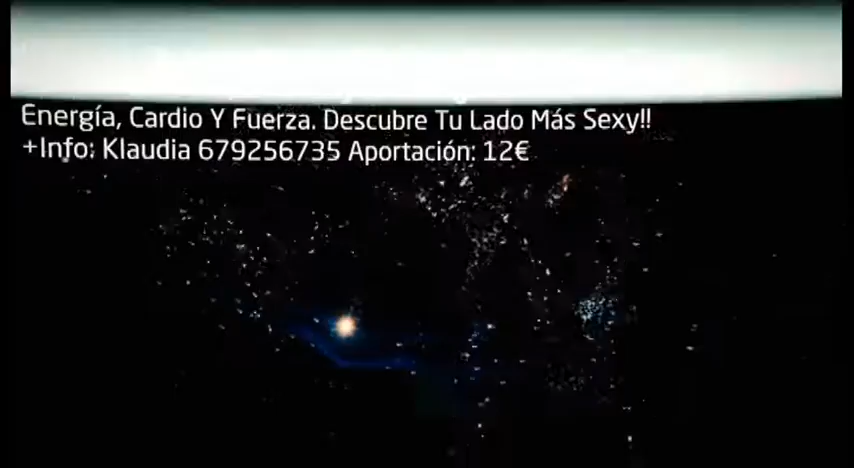 Energía, Cardio Y Fuerza. Descubre Tu Lado Más Sexy!!
+Info: Klaudia 679256735 Aportación: 12€